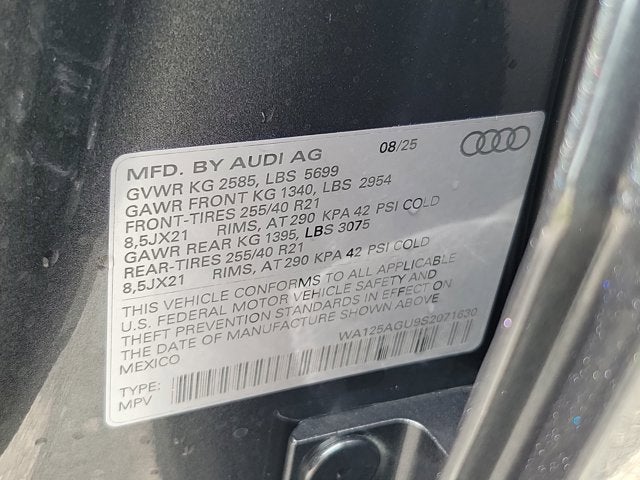 MFD. BY AUDI AG 08/25
GVWR KG 2585, LBS 5699
GAWR FRONT KG 1340, LBS 2954
FRONT-TIRES 255/40 R21
8,5JX21 RIMS, AT 290 KPA 42 PSI COLD
GAWR REAR KG 1395, LBS 3075
REAR-TIRES 255/40 R21
8,5JX21 RIMS, AT 290 KPA 42 PSI COLD
THIS VEHICLE CONFORMS TO ALL APPLICABLE
U.S. FEDERAL MOTOR VEHICLE SAFETY AND
THEFT PREVENTION STANDARDS IN EFFECT ON
THE DATE OF MANUFACTURE SHOWN ABOVE
MEXICO WA125AGU9S2071630
TYPE:
MPV